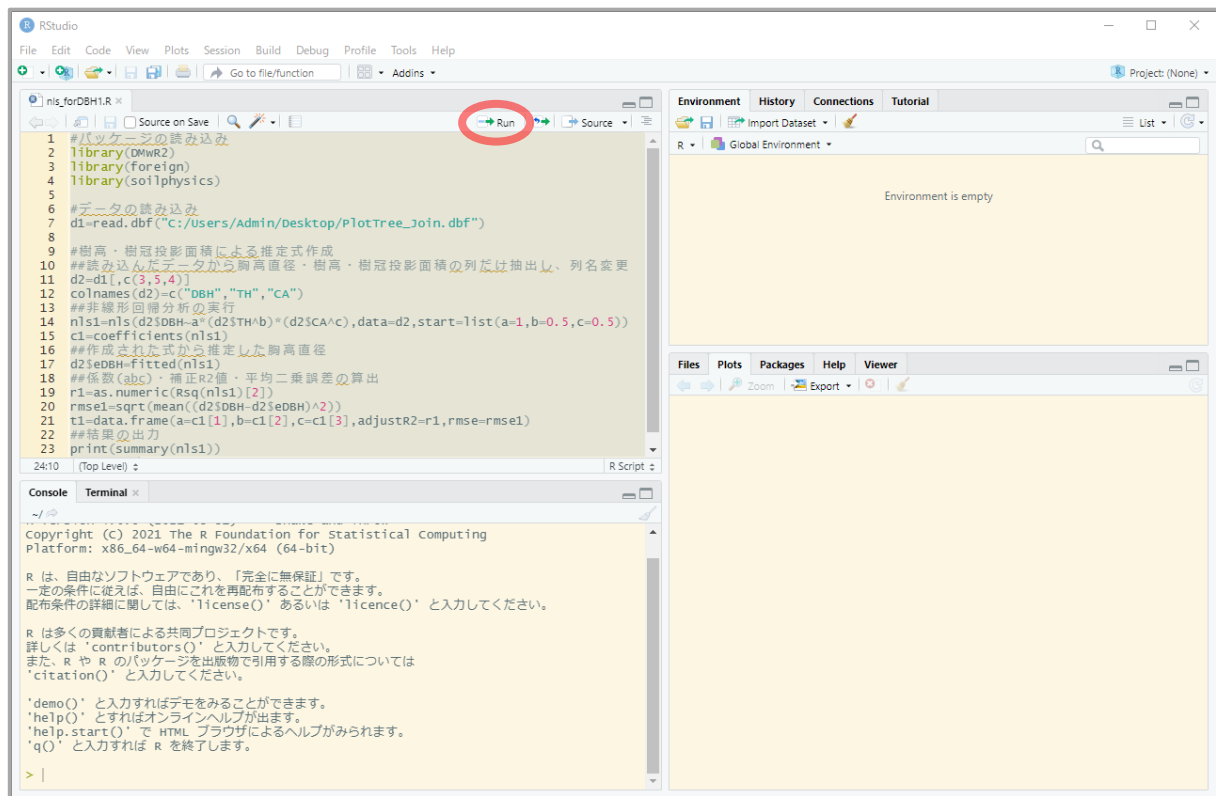 RStudio
File Edit Code View Plots Session Build Debug Profile Tools Help
Go to file/function Addins Project: (None)
nls_forDBH1.R
Source on Save Run Source
1 #パッケージの読み込み
2 library(DMwR2)
3 library(foreign)
4 library(soilphysics)
5
6 #データの読み込み
7 d1=read.dbf("C:/Users/Admin/Desktop/PlotTree_Join.dbf")
8
9 #樹高・樹冠投影面積による推定式作成
10 ##読み込んだデータから胸高直径・樹高・樹冠投影面積の列だけ抽出し、列名変更
11 d2=d1[,c(3,5,4)]
12 colnames(d2)=c("DBH","TH","CA")
13 ##非線形回帰分析の実行
14 nls1=nls(d2$DBH~a*(d2$TH^b)*(d2$CA^c),data=d2,start=list(a=1,b=0.5,c=0.5))
15 c1=coefficients(nls1)
16 ##作成された式から推定した胸高直径
17 d2$eDBH=fitted(nls1)
18 ##係数(abc)・補正R2値・平均二乗誤差の算出
19 r1=as.numeric(Rsq(nls1)[2])
20 rmse1=sqrt(mean((d2$DBH-d2$eDBH)^2))
21 t1=data.frame(a=c1[1],b=c1[2],c=c1[3],adjustR2=r1,rmse=rmse1)
22 ##結果の出力
23 print(summary(nls1))
24:10 (Top Level) R Script
Console Terminal
~/
Copyright (C) 2021 The R Foundation for Statistical Computing
Platform: x86_64-w64-mingw32/x64 (64-bit)
R は、自由なソフトウェアであり、「完全に無保証」です。
一定の条件に従えば、自由にこれを再配布することができます。
配布条件の詳細に関しては、'license()' あるいは 'licence()' と入力してください。
R は多くの貢献者による共同プロジェクトです。
詳しくは 'contributors()' と入力してください。
また、R や R のパッケージを出版物で引用する際の形式については
'citation()' と入力してください。
'demo()' と入力すればデモをみることができます。
'help()' とすればオンラインヘルプが出ます。
'help.start()' で HTML ブラウザによるヘルプがみられます。
'q()' と入力すれば R を終了します。
>
Environment History Connections Tutorial
Import Dataset List
R Global Environment
Environment is empty
Files Plots Packages Help Viewer
Zoom Export